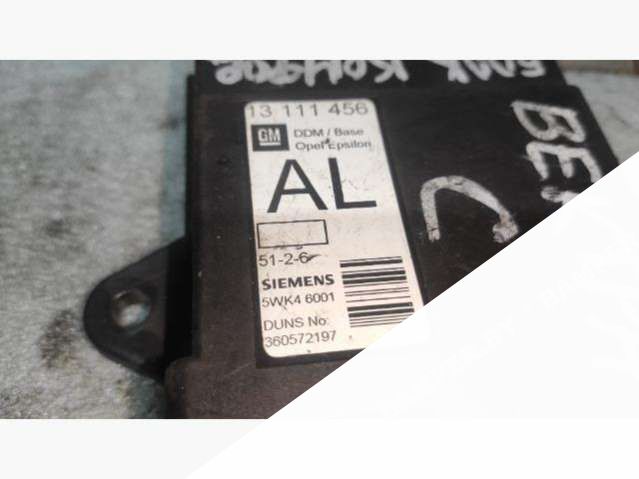 13 111 456
GM
DDM / Base
Opel Epsilon
AL
51-2-6
SIEMENS
5WK4 6001
DUNS No:
360572197
C